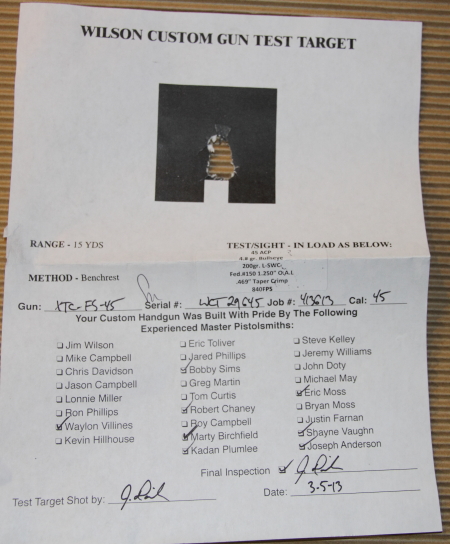 WILSON CUSTOM GUN TEST TARGET
RANGE - 15 YDS
TEST/SIGHT - IN LOAD AS BELOW:
45 ACP
4.8 gr. Bullseye
200gr. L-SWC
Fed.#150 1.250" O.A.L
.469" Taper Crimp
840FPS
METHOD - Benchrest
Gun: XTC-FS-45 Serial #: WCT 29645 Job #: 413613 Cal: 45
Your Custom Handgun Was Built With Pride By The Following
Experienced Master Pistolsmiths:
Jim Wilson
Mike Campbell
Chris Davidson
Jason Campbell
Lonnie Miller
Ron Phillips
Waylon Villines
Kevin Hillhouse
Eric Toliver
Jared Phillips
Bobby Sims
Greg Martin
Tom Curtis
Robert Chaney
Roy Campbell
Marty Birchfield
Kadan Plumlee
Steve Kelley
Jeremy Williams
John Doty
Michael May
Eric Moss
Bryan Moss
Justin Farnan
Shayne Vaughn
Joseph Anderson
Final Inspection
Test Target Shot by:
Date: 3-5-13